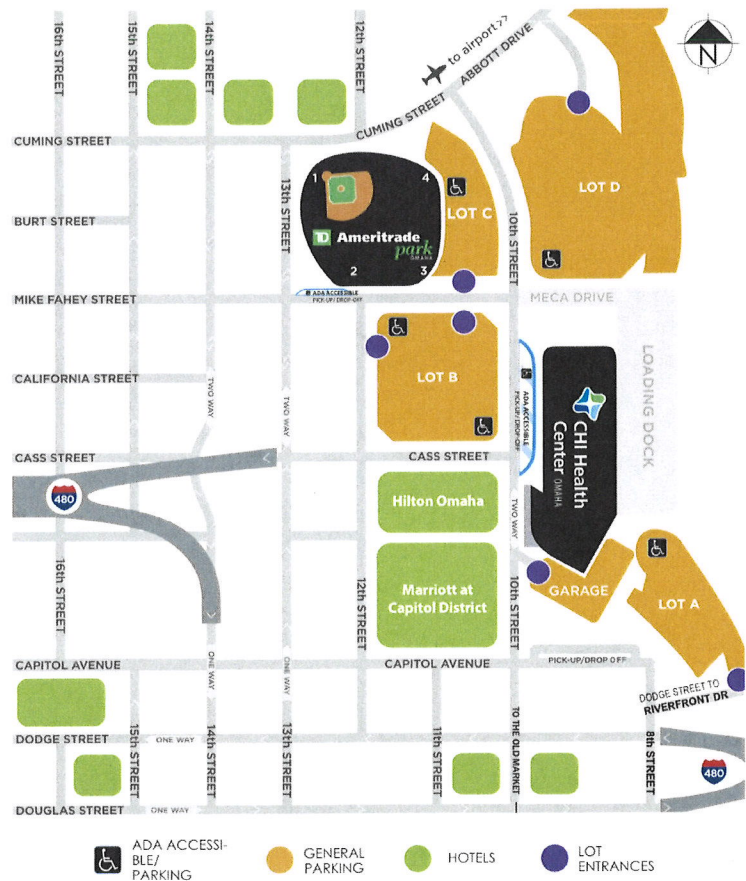 16th STREET
15th STREET
14th STREET
12th STREET
to airport >>
ABBOTT DRIVE
N
CUMING STREET
CUMING STREET
13th STREET
1
4
LOT C
LOT D
BURT STREET
TD Ameritrade
park
OMAHA
2
3
10th STREET
MIKE FAHEY STREET
ADA ACCESSIBLE
PICK-UP/DROP-OFF
MECA DRIVE
CALIFORNIA STREET
TWO WAY
TWO WAY
LOT B
ADA ACCESSIBLE
PICK-UP/DROP-OFF
CHI Health
Center OMAHA
LOADING DOCK
CASS STREET
CASS STREET
480
Hilton Omaha
TWO WAY
16th STREET
12th STREET
Marriott at
Capitol District
10th STREET
GARAGE
LOT A
CAPITOL AVENUE
ONE WAY
ONE WAY
CAPITOL AVENUE
PICK-UP/DROP OFF
DODGE STREET TO
RIVERFRONT DR
15th STREET
14th STREET
13th STREET
11th STREET
TO THE OLD MARKET
8th STREET
DODGE STREET
ONE WAY
480
DOUGLAS STREET
ONE WAY
ADA ACCESSI-
BLE/
PARKING
GENERAL
PARKING
HOTELS
LOT
ENTRANCES